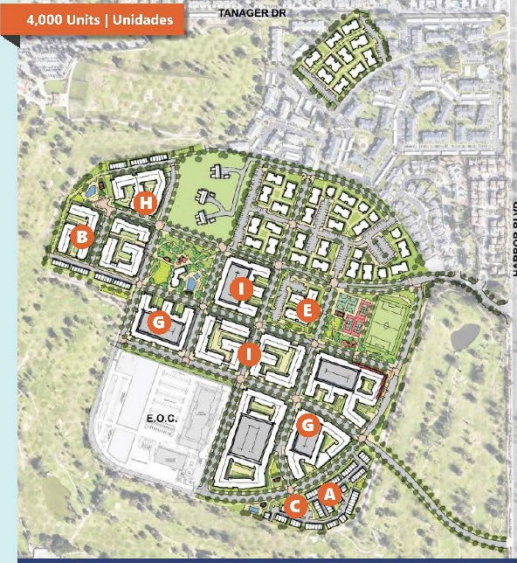 4,000 Units | Unidades
TANAGER DR
HARBOR BLVD
H
B
I
E
G
I
E.O.C.
G
A
C